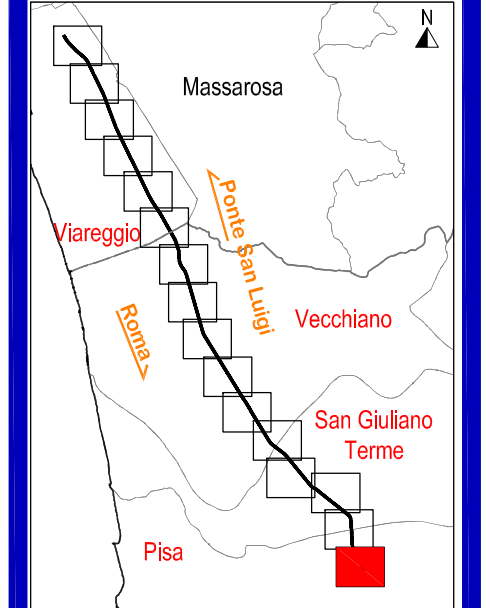 N
Massarosa
Ponte San Luigi
Viareggio
Roma
Vecchiano
San Giuliano
Terme
Pisa